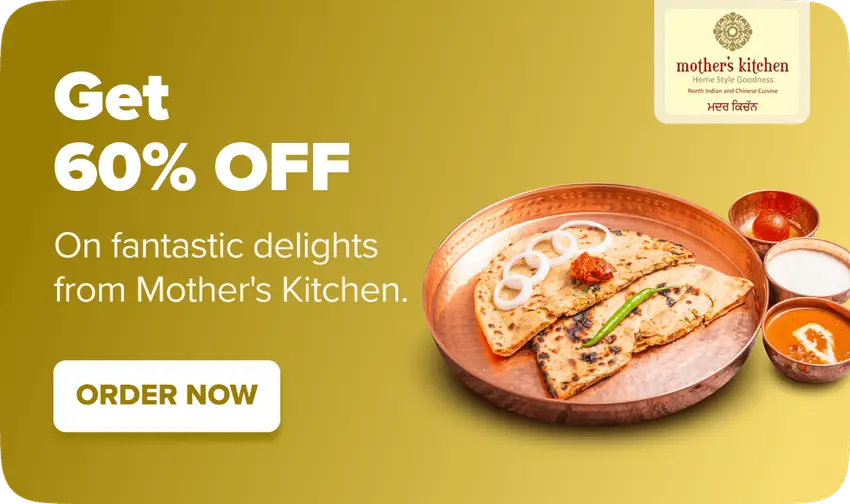 Get
60% OFF
On fantastic delights
from Mother's Kitchen.
ORDER NOW
mother's kitchen
Home Style Goodness
North Indian and Chinese Cuisine
ਮਦਰ ਕਿਚੱਨ